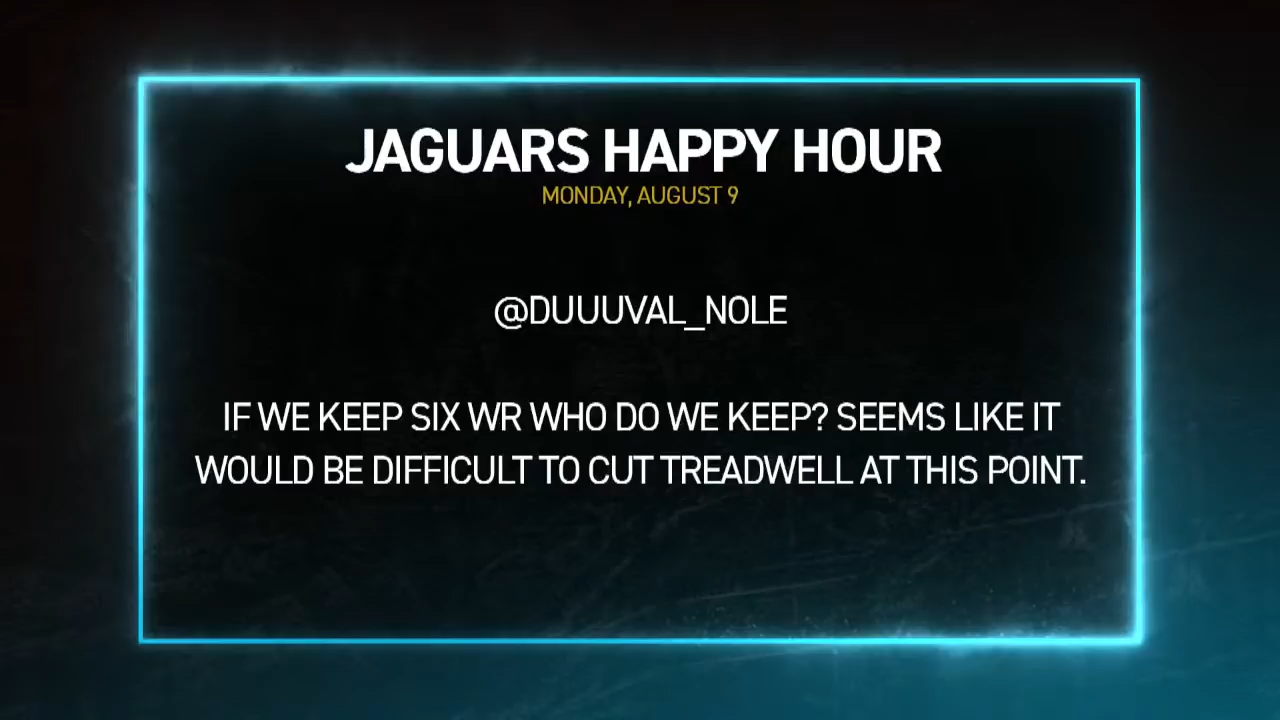 JAGUARS HAPPY HOUR
MONDAY, AUGUST 9
@DUUUVAL_NOLE
IF WE KEEP SIX WR WHO DO WE KEEP? SEEMS LIKE IT
WOULD BE DIFFICULT TO CUT TREADWELL AT THIS POINT.